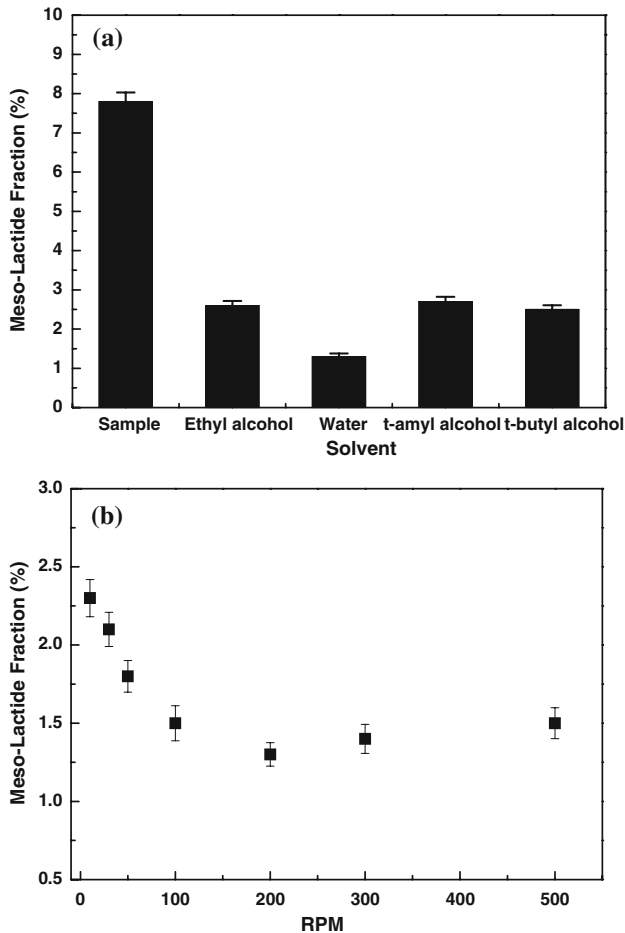 (a)
Meso-Lactide Fraction (%)
10
9
8
7
6
5
4
3
2
1
0
Sample Ethyl alcohol Water t-amyl alcohol t-butyl alcohol
Solvent
(b)
Meso-Lactide Fraction (%)
3.0
2.5
2.0
1.5
1.0
0.5
0 100 200 300 400 500
RPM